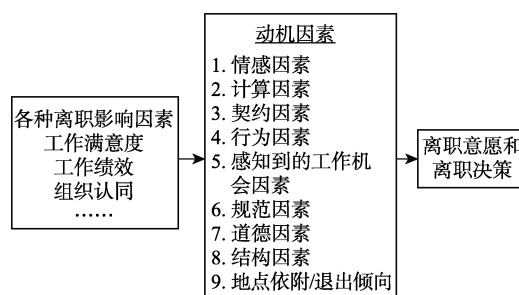 各种离职影响因素
工作满意度
工作绩效
组织认同
……
动机因素
1. 情感因素
2. 计算因素
3. 契约因素
4. 行为因素
5. 感知到的工作机
会因素
6. 规范因素
7. 道德因素
8. 结构因素
9. 地点依附/退出倾向
离职意愿和
离职决策